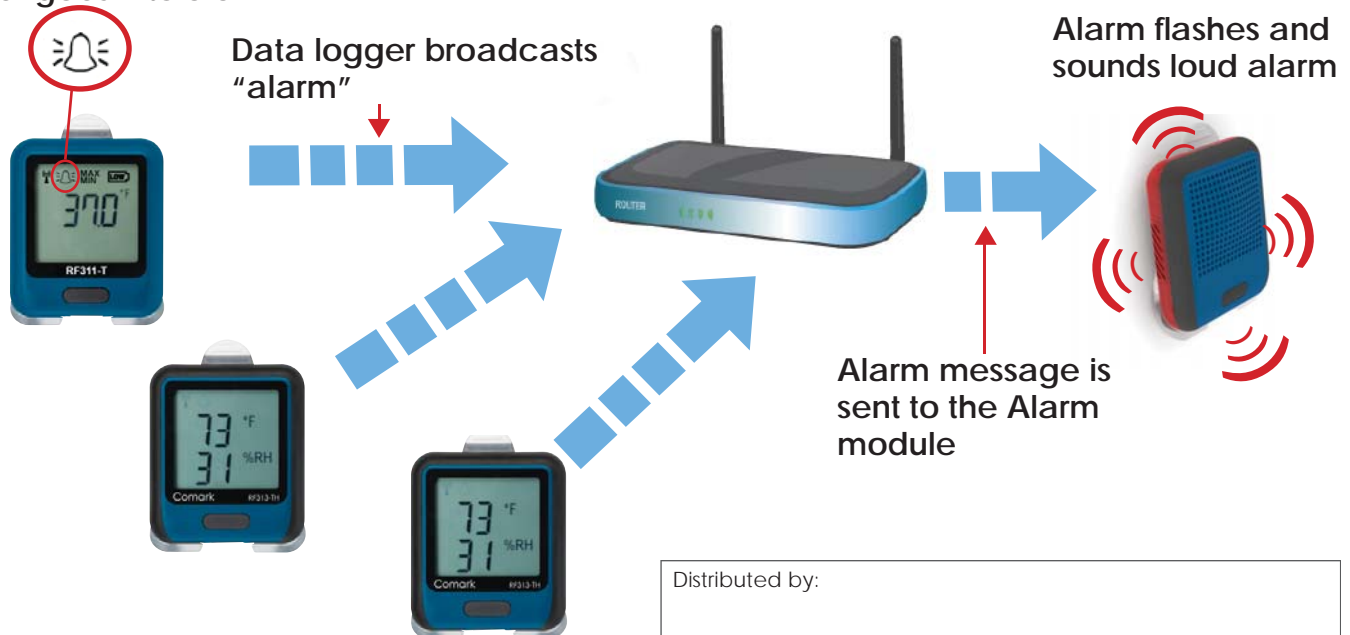 Data logger broadcasts
“alarm”
Alarm flashes and
sounds loud alarm
MAX
MIN
LOW
37.0 °F
RF311-T
ROUTER
Alarm message is
sent to the Alarm
module
73 °F
31 %RH
Comark RF313-TH
73 °F
31 %RH
Comark RF313-TH
Distributed by: